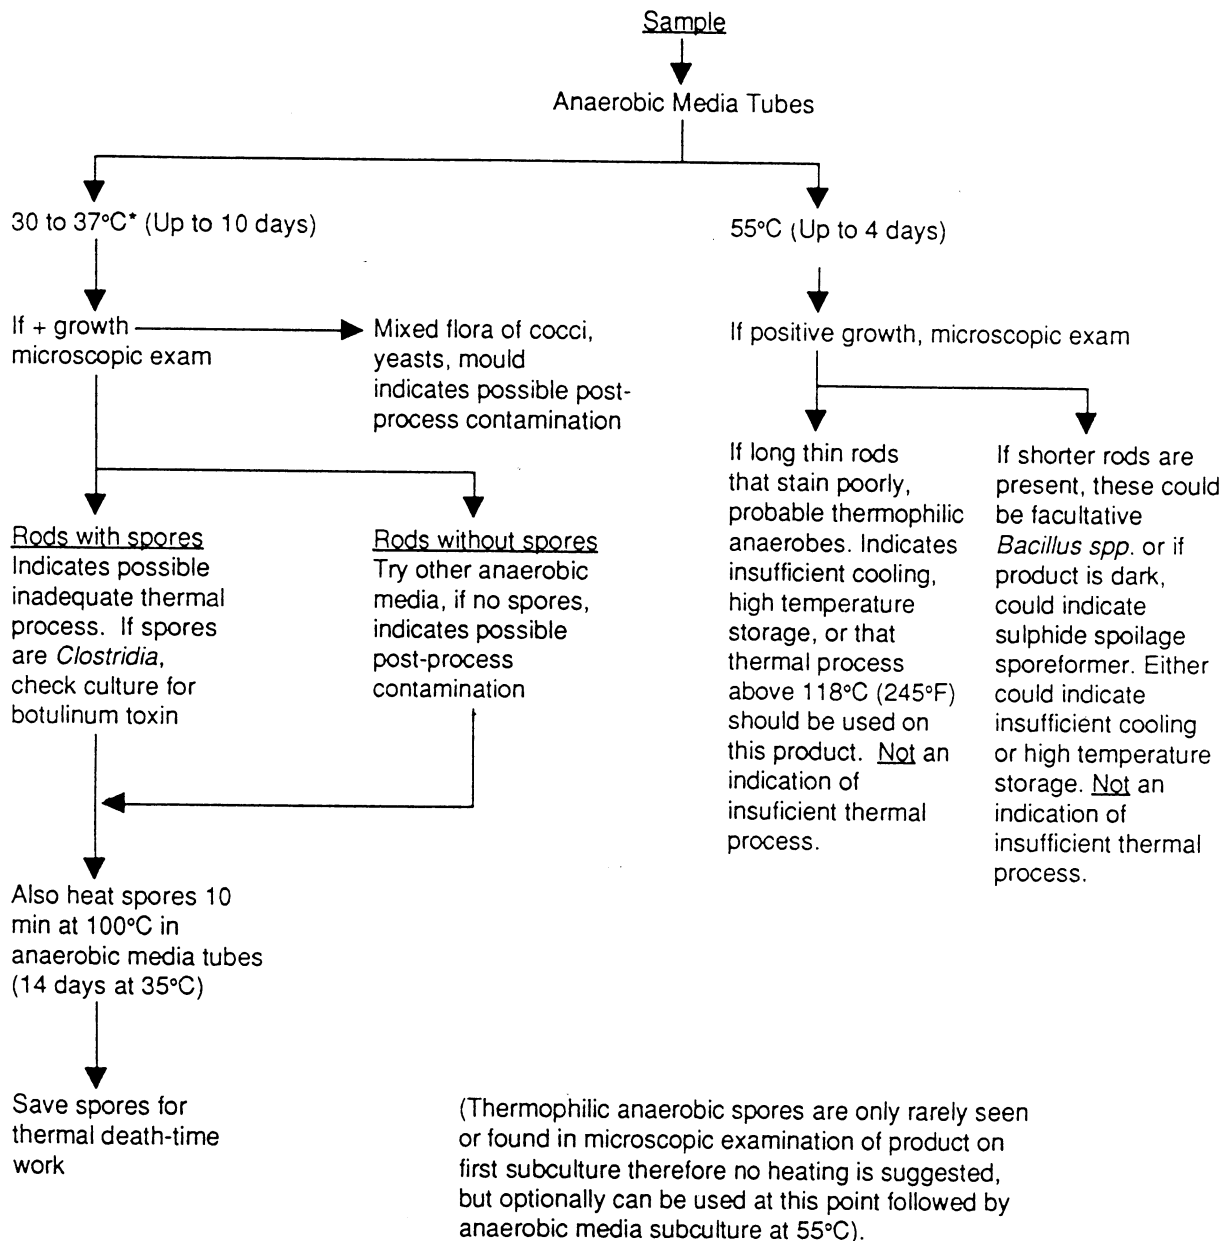 Sample
Anaerobic Media Tubes
30 to 37°C* (Up to 10 days)
55°C (Up to 4 days)
If + growth
microscopic exam
Mixed flora of cocci,
yeasts, mould
indicates possible post-
process contamination
If positive growth, microscopic exam
Rods with spores
Indicates possible
inadequate thermal
process. If spores
are Clostridia,
check culture for
botulinum toxin
Rods without spores
Try other anaerobic
media, if no spores,
indicates possible
post-process
contamination
If long thin rods
that stain poorly,
probable thermophilic
anaerobes. Indicates
insufficient cooling,
high temperature
storage, or that
thermal process
above 118°C (245°F)
should be used on
this product. Not an
indication of
insuficient thermal
process.
If shorter rods are
present, these could
be facultative
Bacillus spp. or if
product is dark,
could indicate
sulphide spoilage
sporeformer. Either
could indicate
insufficient cooling
or high temperature
storage. Not an
indication of
insufficient thermal
process.
Also heat spores 10
min at 100°C in
anaerobic media tubes
(14 days at 35°C)
Save spores for
thermal death-time
work
(Thermophilic anaerobic spores are only rarely seen
or found in microscopic examination of product on
first subculture therefore no heating is suggested,
but optionally can be used at this point followed by
anaerobic media subculture at 55°C).